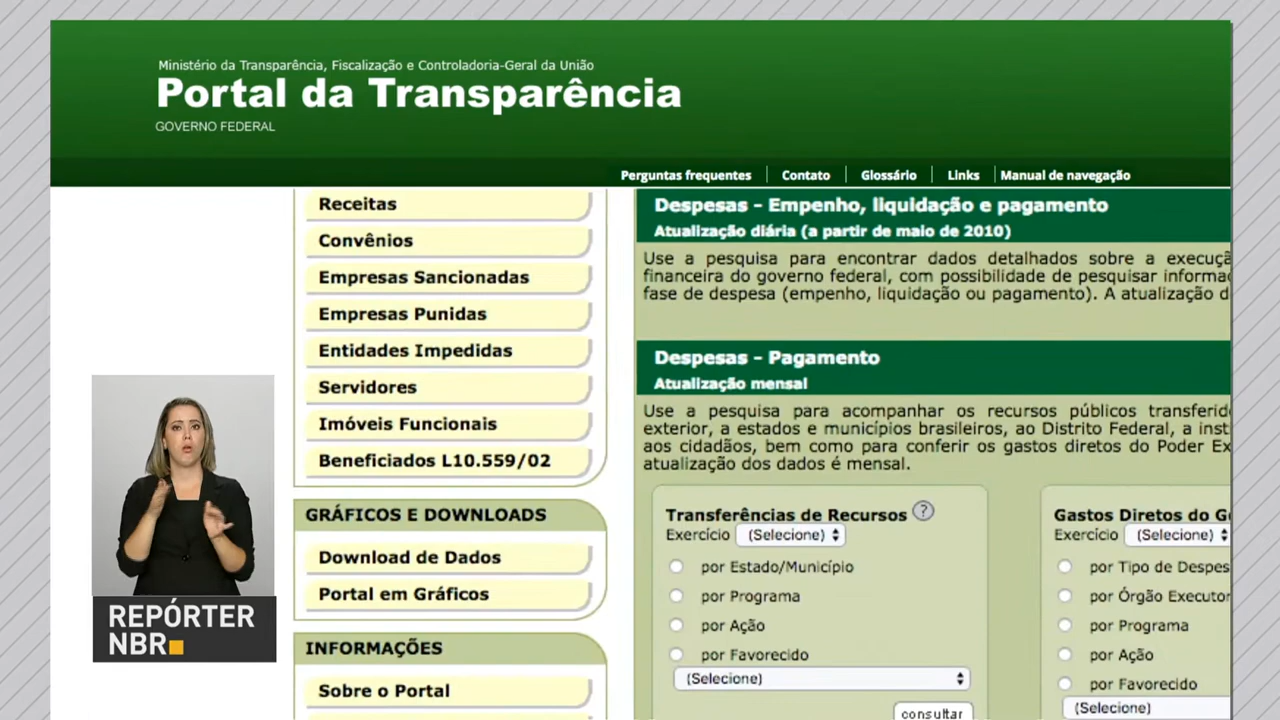 Ministério da Transparência, Fiscalização e Controladoria-Geral da União
Portal da Transparência
GOVERNO FEDERAL
Perguntas frequentes
Contato
Glossário
Links
Manual de navegação
Receitas
Convênios
Empresas Sancionadas
Empresas Punidas
Entidades Impedidas
Servidores
Imóveis Funcionais
Beneficiados L10.559/02
GRÁFICOS E DOWNLOADS
Download de Dados
Portal em Gráficos
INFORMAÇÕES
Sobre o Portal
Despesas - Empenho, liquidação e pagamento
Atualização diária (a partir de maio de 2010)
Use a pesquisa para encontrar dados detalhados sobre a execuçã
financeira do governo federal, com possibilidade de pesquisar informa
fase de despesa (empenho, liquidação ou pagamento). A atualização d
Despesas - Pagamento
Atualização mensal
Use a pesquisa para acompanhar os recursos públicos transferid
exterior, a estados e municípios brasileiros, ao Distrito Federal, a inst
aos cidadãos, bem como para conferir os gastos diretos do Poder Ex
atualização dos dados é mensal.
Transferências de Recursos ?
Exercício (Selecione)
por Estado/Município
por Programa
por Ação
por Favorecido
(Selecione)
consultar
Gastos Diretos do Go
Exercício (Selecione)
por Tipo de Despes
por Órgão Executor
por Programa
por Ação
por Favorecido
(Selecione)
REPÓRTER
NBR